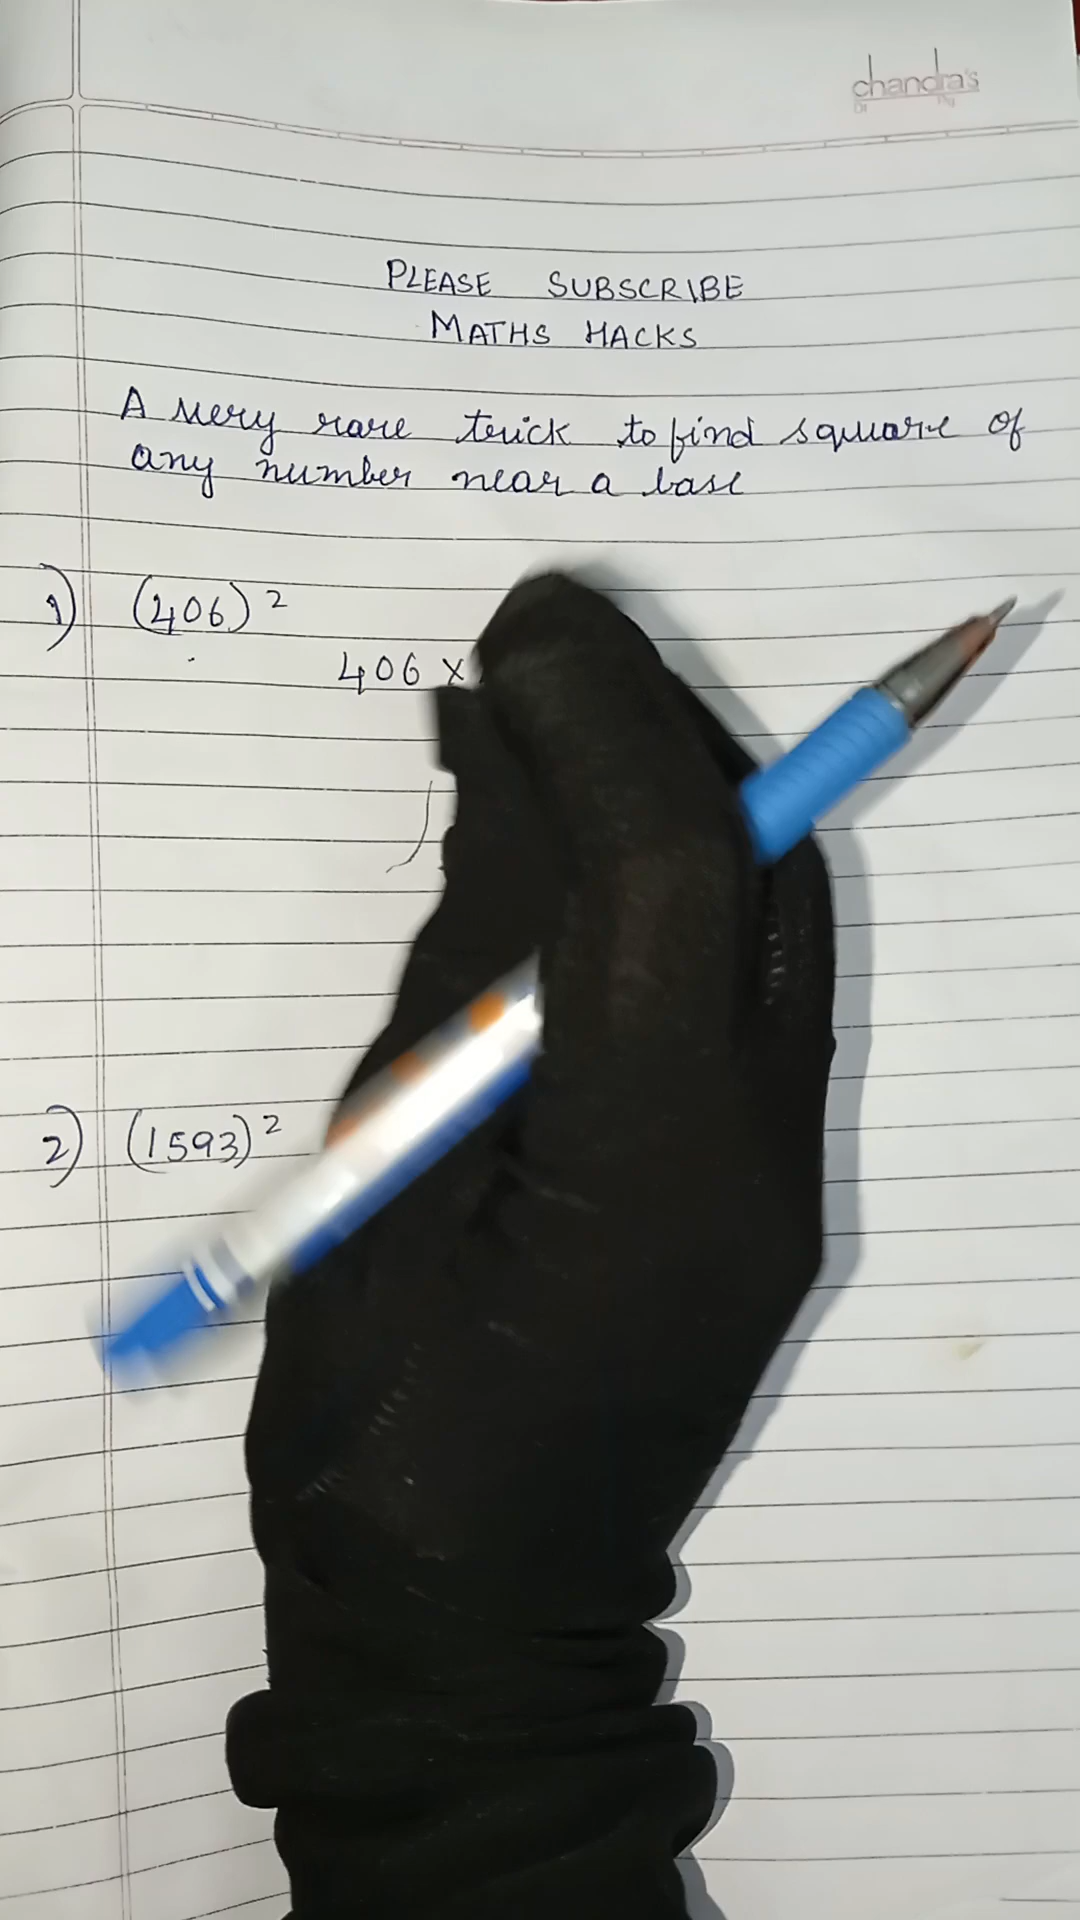 chandra's
PLEASE SUBSCRIBE
MATHS HACKS
A very rare trick to find square of
any number near a base
1) (406)²
406 ×
2) (1593)²